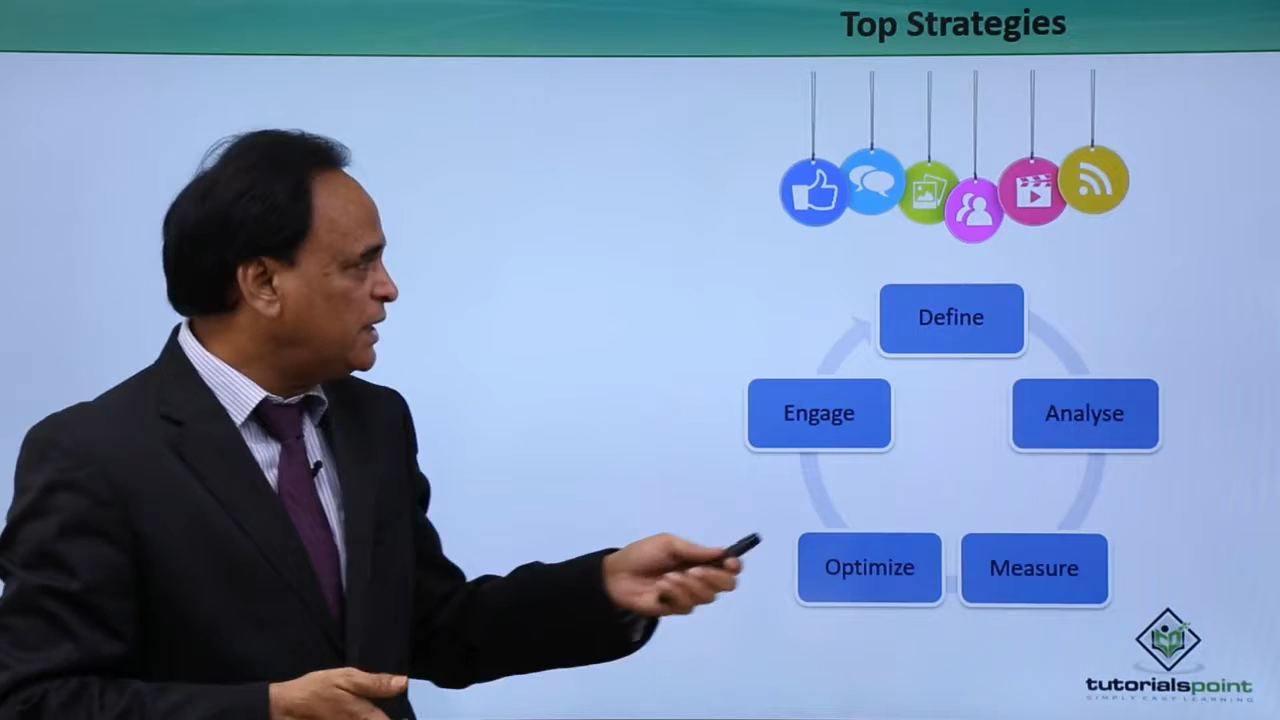 Top Strategies
Define
Engage
Analyse
Optimize
Measure
tutorialspoint
SIMPLY EASY LEARNING